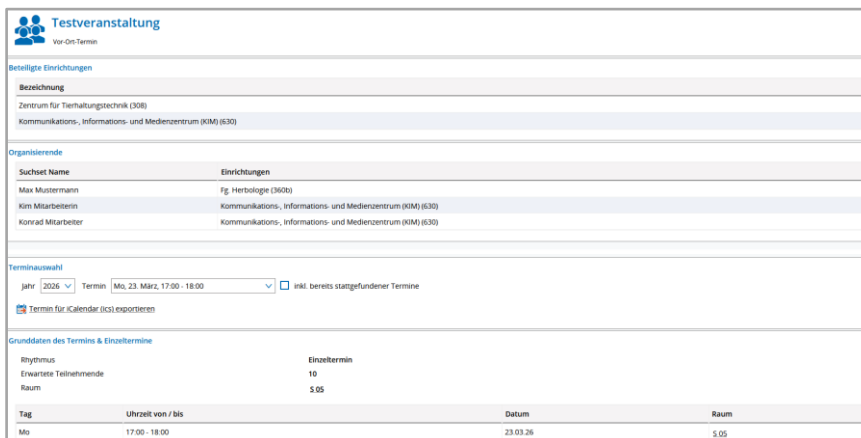 Testveranstaltung
Vor-Ort-Termin
Beteiligte Einrichtungen
Bezeichnung
Zentrum für Tierhaltungstechnik (308)
Kommunikations-, Informations- und Medienzentrum (KIM) (630)
Organisierende
Suchset Name Einrichtungen
Max Mustermann Fg. Herbologie (360b)
Kim Mitarbeiterin Kommunikations-, Informations- und Medienzentrum (KIM) (630)
Konrad Mitarbeiter Kommunikations-, Informations- und Medienzentrum (KIM) (630)
Terminauswahl
Jahr 2026 Termin Mo, 23. März, 17:00 - 18:00 inkl. bereits stattgefundener Termine
Termin für iCalendar (ics) exportieren
Grunddaten des Termins & Einzeltermine
Rhythmus Einzeltermin
Erwartete Teilnehmende 10
Raum S 05
Tag Uhrzeit von / bis Datum Raum
Mo 17:00 - 18:00 23.03.26 S 05